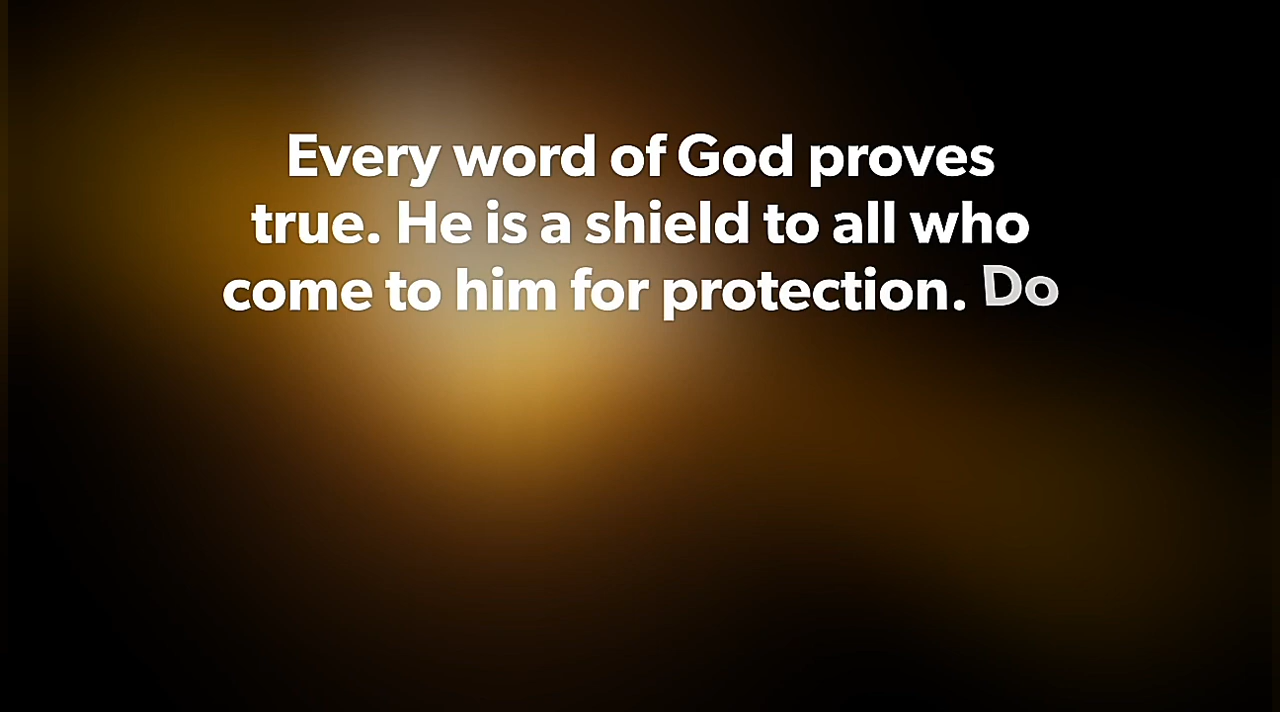 Every word of God proves
true. He is a shield to all who
come to him for protection. Do